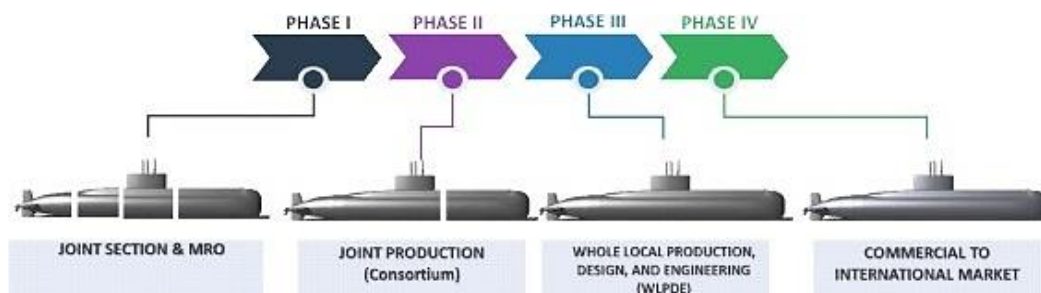 PHASE I
PHASE II
PHASE III
PHASE IV
JOINT SECTION & MRO
JOINT PRODUCTION
(Consortium)
WHOLE LOCAL PRODUCTION,
DESIGN, AND ENGINEERING
(WLPDE)
COMMERCIAL TO
INTERNATIONAL MARKET